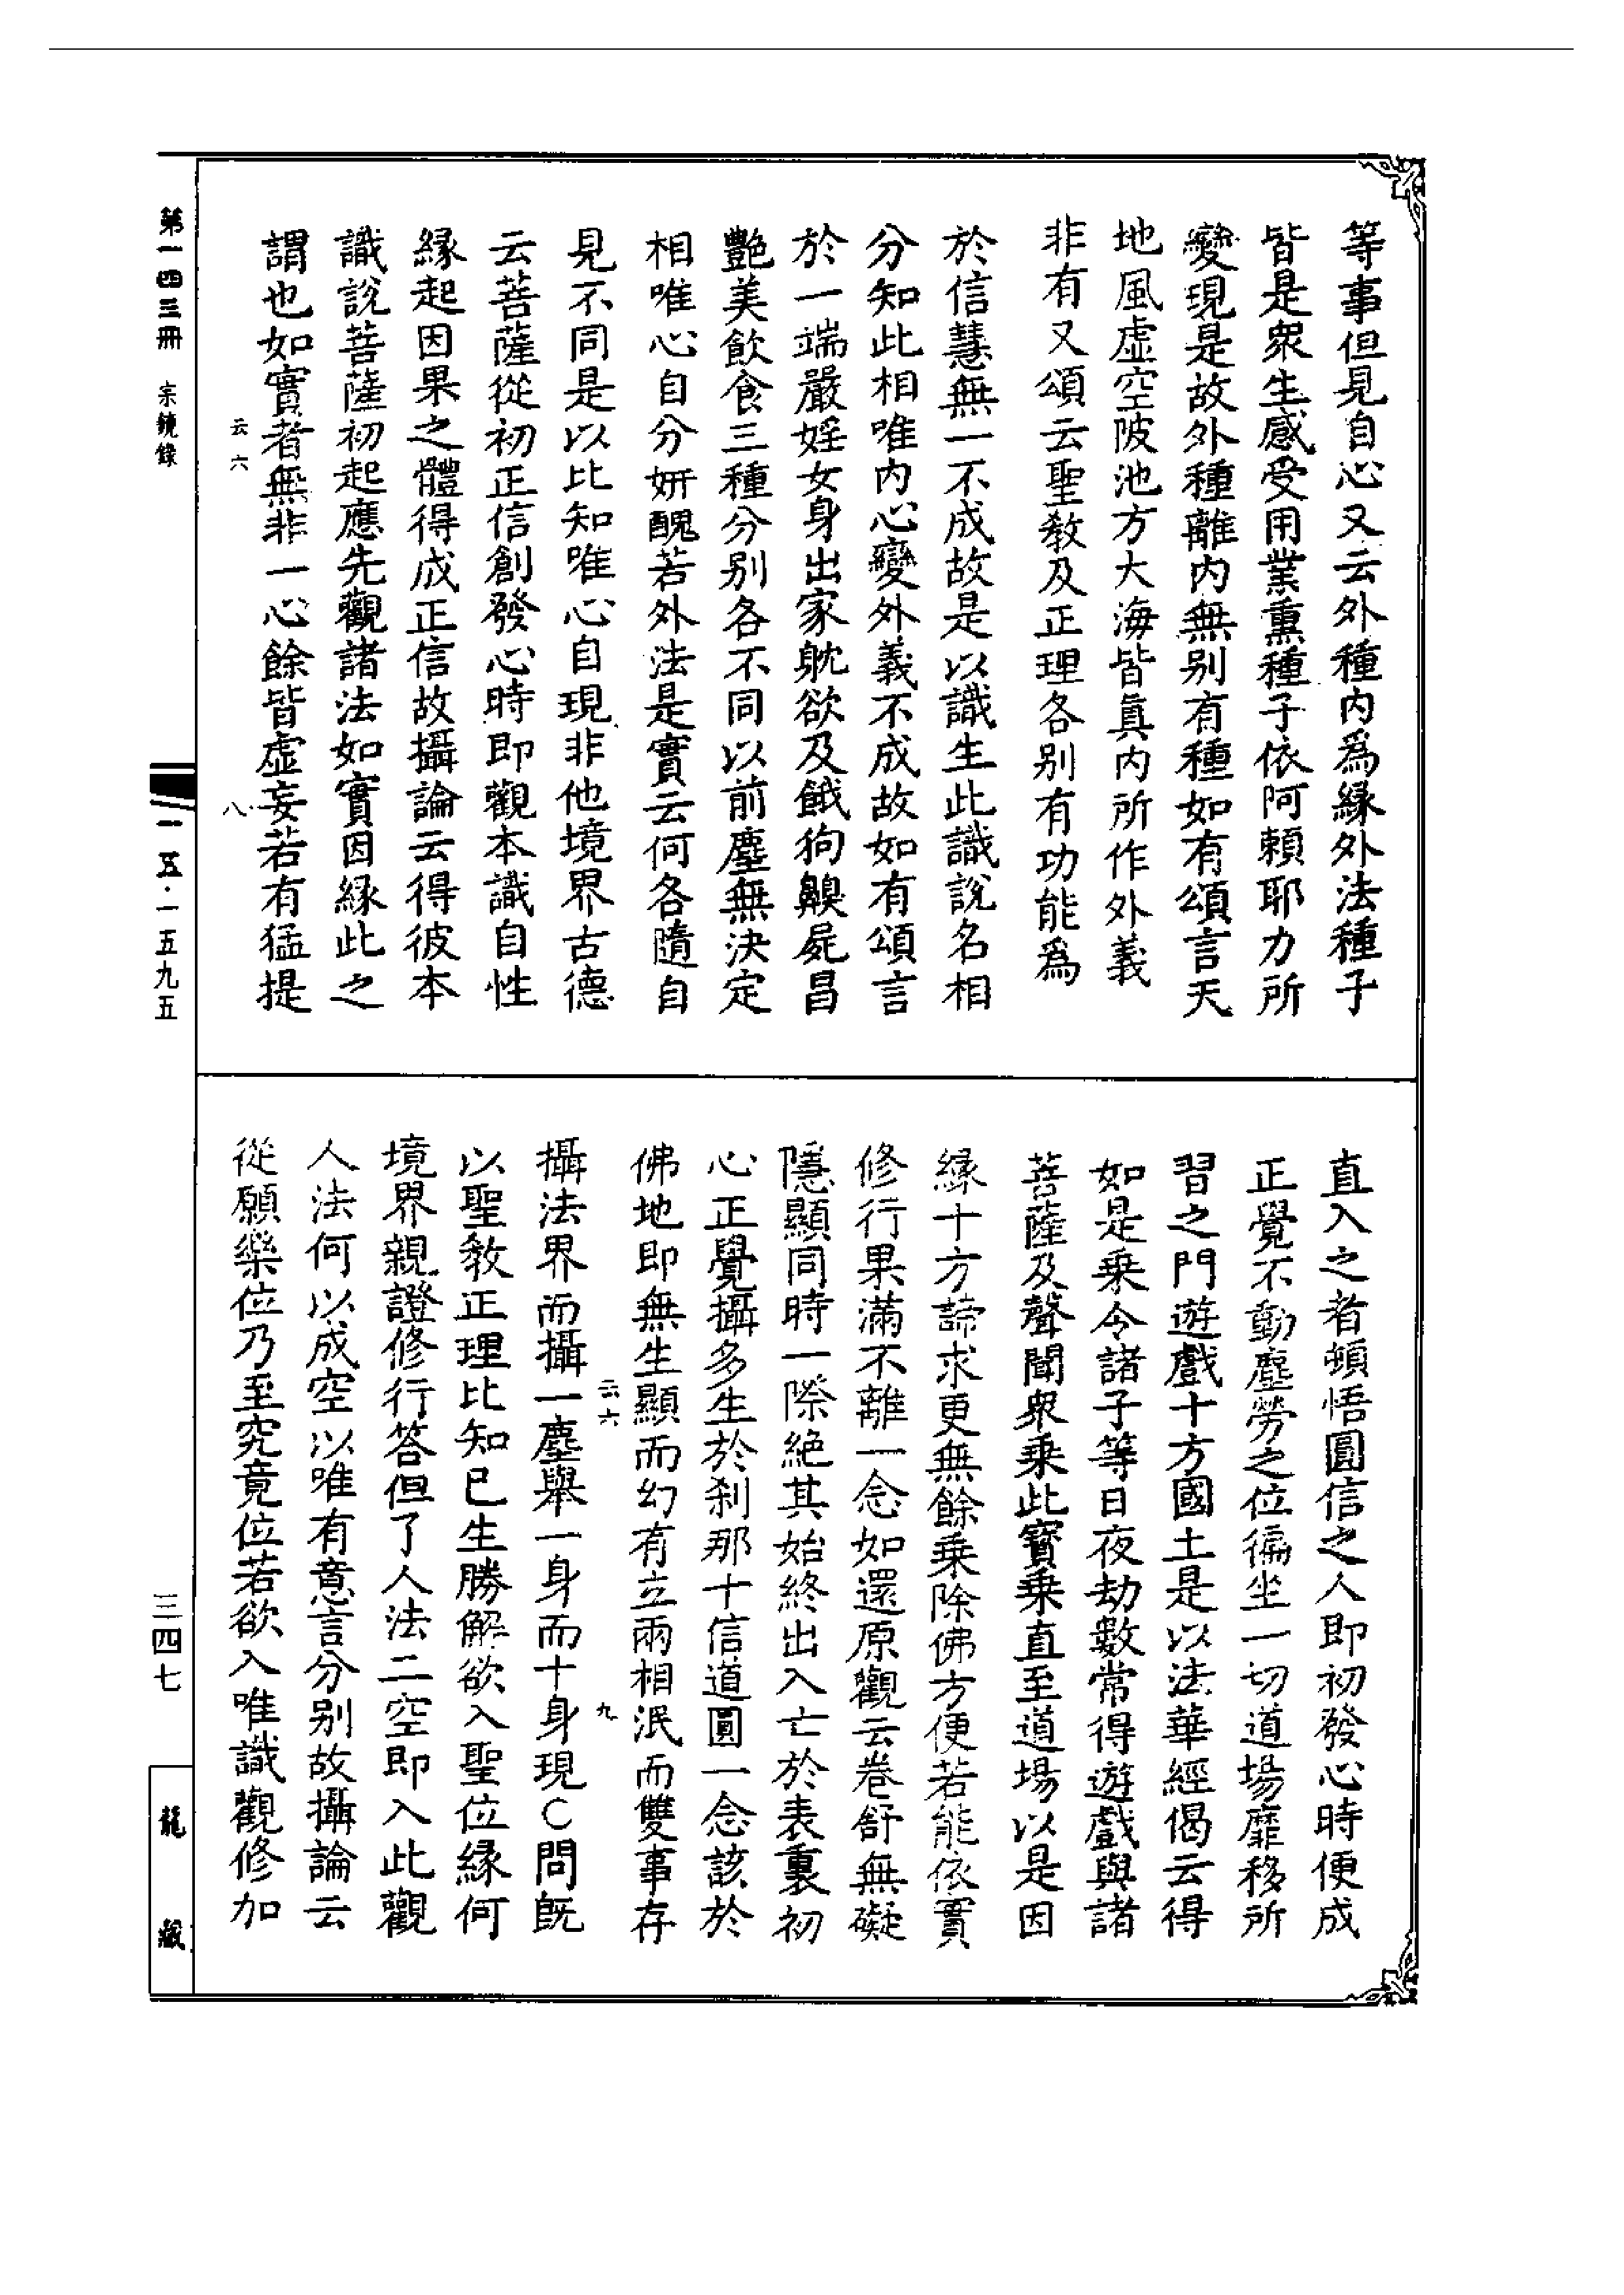 等事但見自心又云外種內爲緣外法種子
皆是衆生感受用業熏種子依阿賴耶力所
變現是故外種離內無別有種如有頌言天
地風虛空陂池方大海皆眞內所作外義
非有又頌云聖教及正理各別有功能爲
於信慧無一不成故是以識生此識說名相
分知此相唯內心變外義不成故如有頌言
於一端嚴婬女身出家躭欲及餓狗臭屍昌
艷美飲食三種分別各不同以前塵無決定
相唯心自分妍醜若外法是實云何各隨自
見不同是以比知唯心自現非他境界古德
云菩薩從初正信創發心時即觀本識自性
緣起因果之體得成正信故攝論云得彼本
識說菩薩初起應先觀諸法如實因緣此之
謂也如實者無非一心餘皆虛妄若有猛提
云六
八
直入之者頓悟圓信之人即初發心時便成
正覺不動塵勞之位徧坐一切道場靡移所
習之門遊戲十方國土是以法華經偈云得
如是乘令諸子等日夜劫數常得遊戲與諸
菩薩及聲聞衆乘此寶乘直至道場以是因
緣十方諦求更無餘乘除佛方便若能依實
修行果滿不離一念如還原觀云卷舒無礙
隱顯同時一際絕其始終出入亡於表裏初
心正覺攝多生於剎那十信道圓一念該於
佛地即無生顯而幻有立兩相泯而雙事存
云六
九
攝法界而攝一塵舉一身而十身現○問旣
以聖教正理比知已生勝解欲入聖位緣何
境界親證修行答但了人法二空即入此觀
人法何以成空以唯有意言分別故攝論云
從願樂位乃至究竟位若欲入唯識觀修加
第一四三冊
宗鏡錄
一一五·一五九五
三四七
龍藏